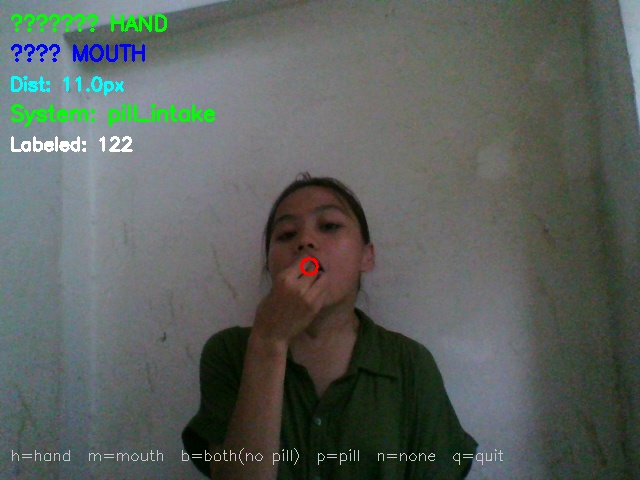 ??????? HAND
???? MOUTH
Dist: 11.0px
System: pill_intake
Labeled: 122
h=hand m=mouth b=both(no pill) p=pill n=none q=quit